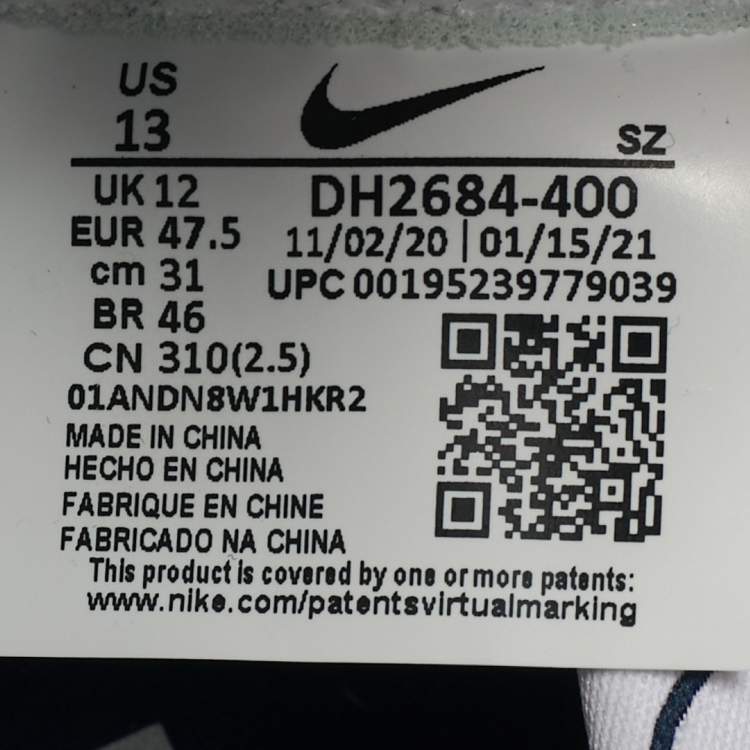 US
13
SZ
UK 12
EUR 47.5
cm 31
BR 46
CN 310(2.5)
DH2684-400
11/02/20 | 01/15/21
UPC 00195239779039
01ANDN8W1HKR2
MADE IN CHINA
HECHO EN CHINA
FABRIQUE EN CHINE
FABRICADO NA CHINA
This product is covered by one or more patents:
www.nike.com/patentsvirtualmarking